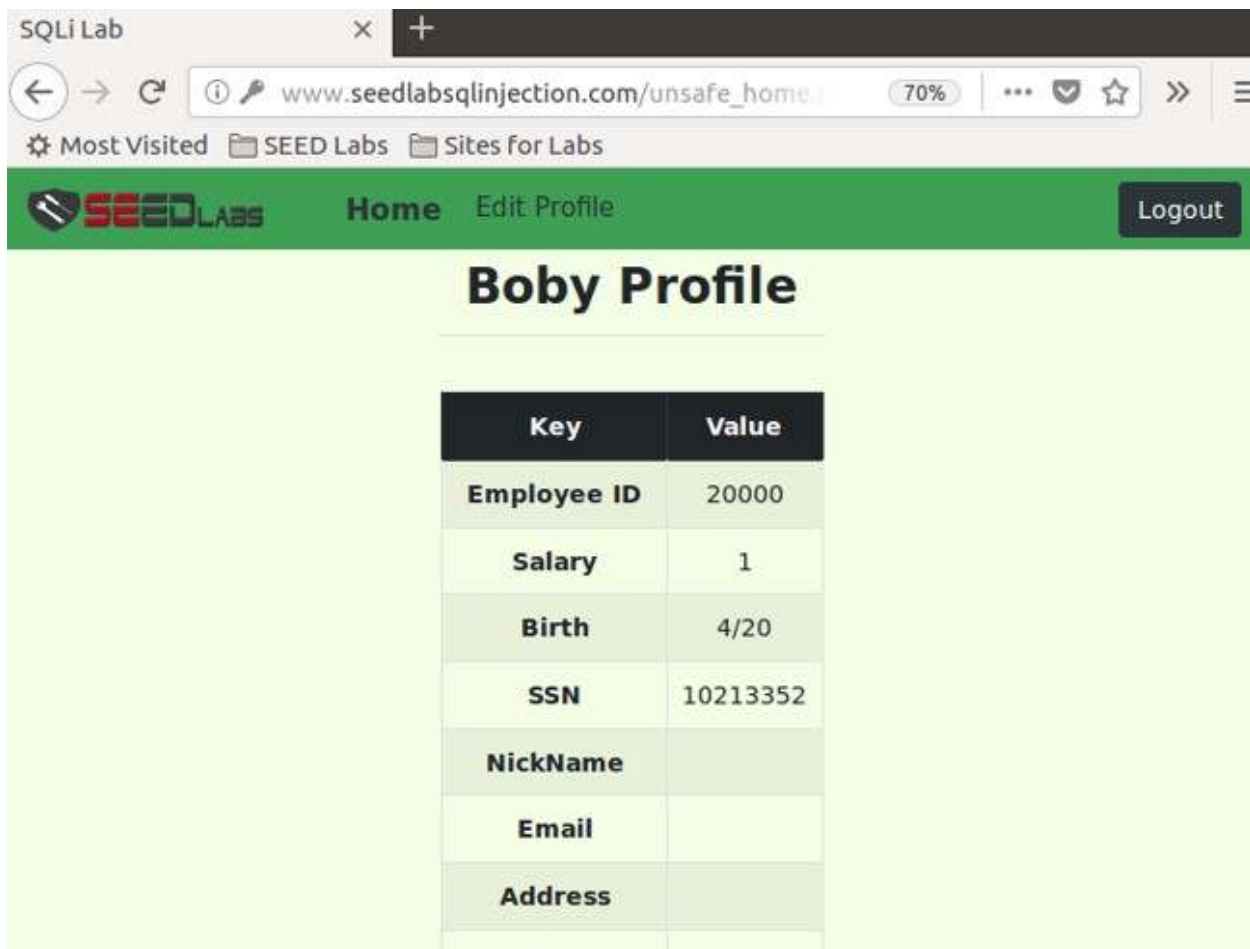 SQLi Lab
www.seedlabsqlinjection.com/unsafe_home. 70%
Most Visited SEED Labs Sites for Labs
SEEDLABS Home Edit Profile Logout
Boby Profile
Key Value
Employee ID 20000
Salary 1
Birth 4/20
SSN 10213352
NickName
Email
Address